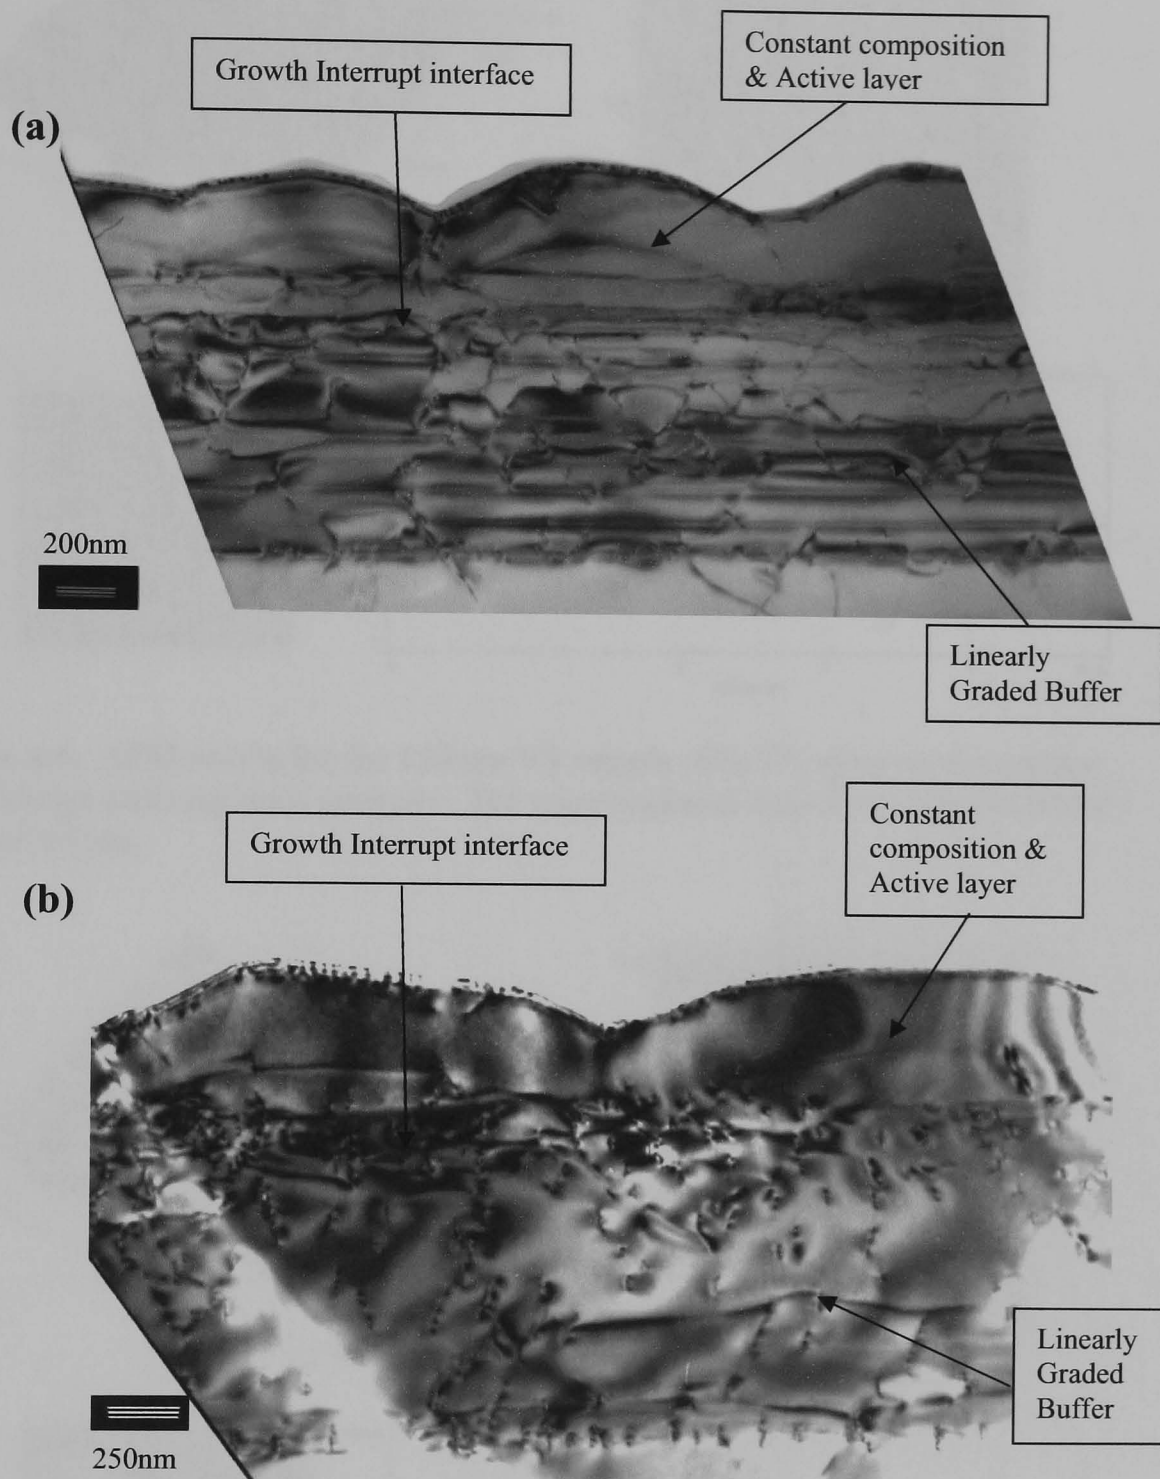 Growth Interrupt interface
Constant composition
& Active layer
(a)
200nm
Linearly
Graded Buffer
Growth Interrupt interface
Constant
composition &
Active layer
(b)
Linearly
Graded
Buffer
250nm